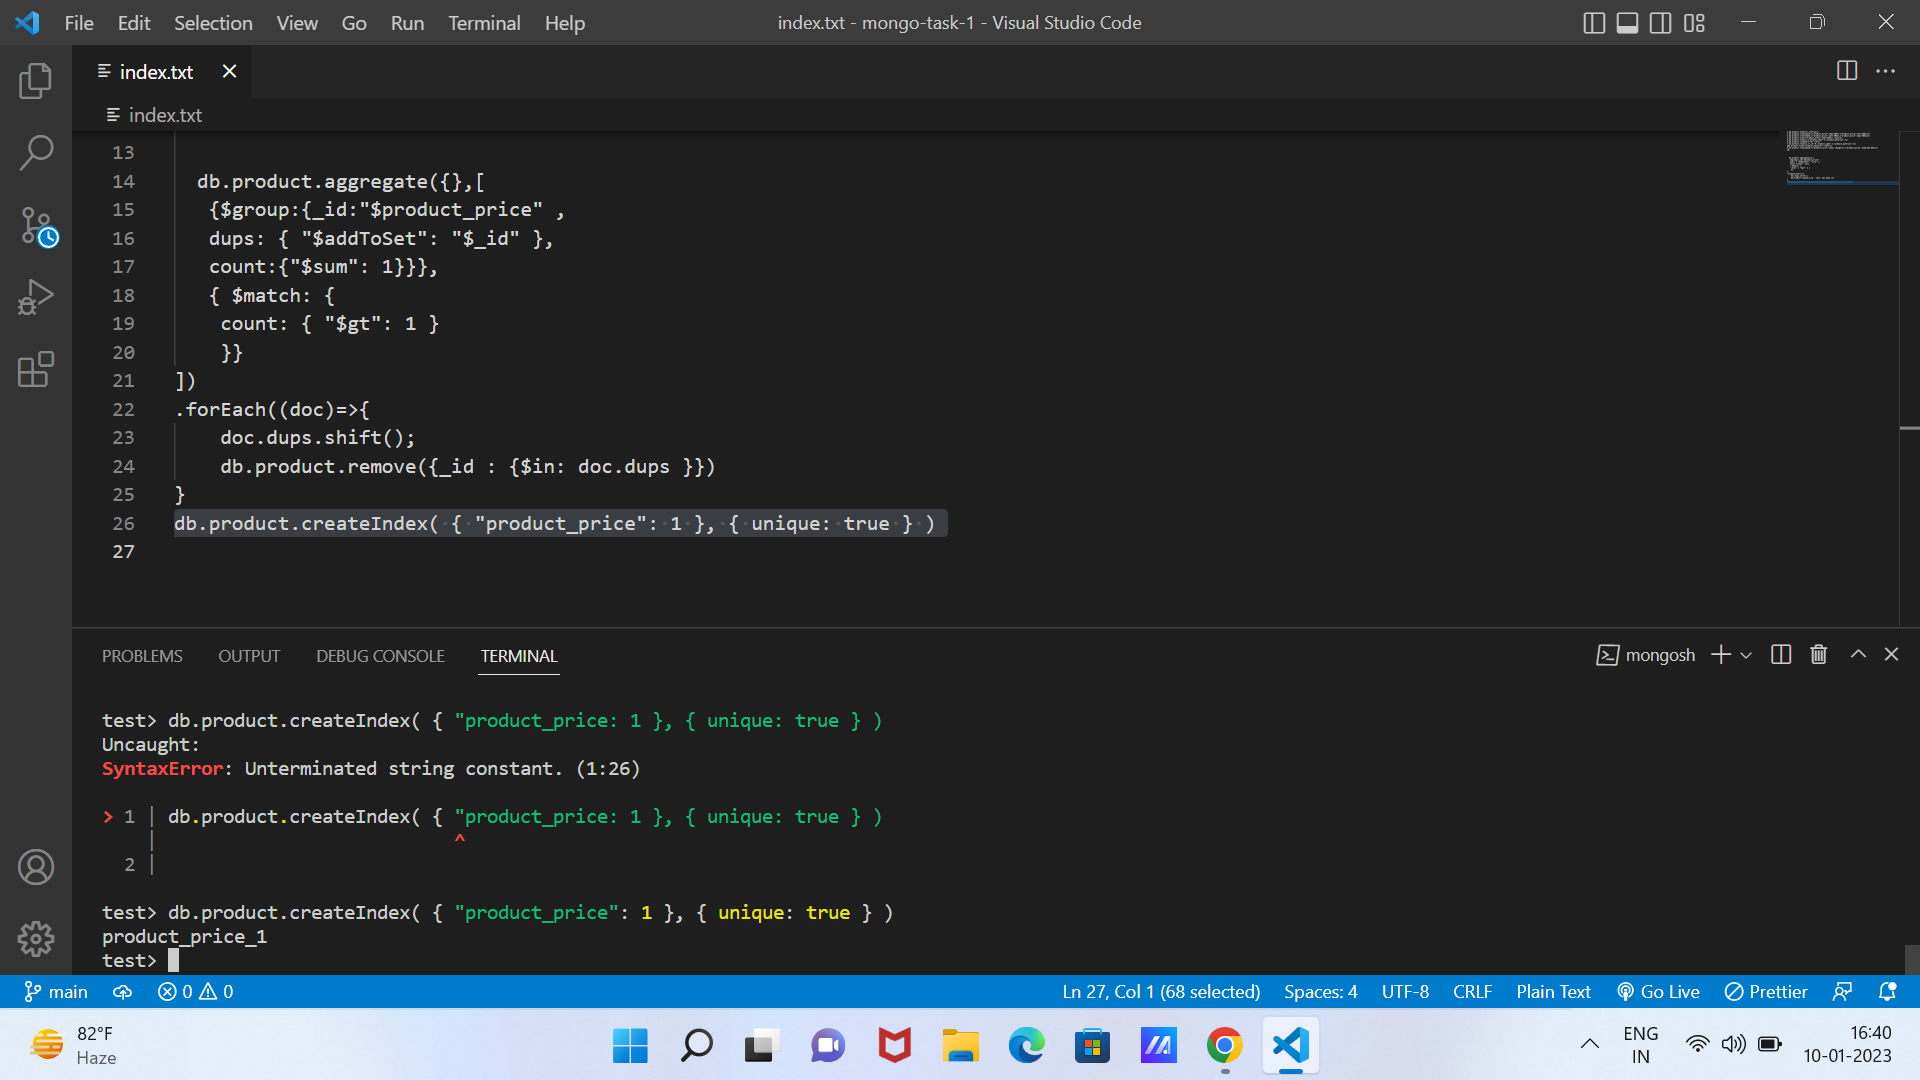 File Edit Selection View Go Run Terminal Help index.txt - mongo-task-1 - Visual Studio Code
index.txt
index.txt
13
14 db.product.aggregate({},[
15 {$group:{_id:"$product_price" ,
16 dups: { "$addToSet": "$_id" },
17 count:{"$sum": 1}}},
18 { $match: {
19 count: { "$gt": 1 }
20 }}
21 ])
22 .forEach((doc)=>{
23 doc.dups.shift();
24 db.product.remove({_id : {$in: doc.dups }})
25 }
26 db.product.createIndex( { "product_price": 1 }, { unique: true } )
27
PROBLEMS OUTPUT DEBUG CONSOLE TERMINAL mongosh
test> db.product.createIndex( { "product_price: 1 }, { unique: true } )
Uncaught:
SyntaxError: Unterminated string constant. (1:26)
> 1 | db.product.createIndex( { "product_price: 1 }, { unique: true } )
| ^
2 |
test> db.product.createIndex( { "product_price": 1 }, { unique: true } )
product_price_1
test>
main 0 0 Ln 27, Col 1 (68 selected) Spaces: 4 UTF-8 CRLF Plain Text Go Live Prettier
82°F
Haze
ENG
IN
16:40
10-01-2023